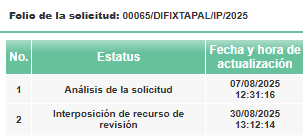 Folio de la solicitud: 00065/DIFIXTAPAL/IP/2025
No. Estatus Fecha y hora de actualización
1 Análisis de la solicitud 07/08/2025 12:31:16
2 Interposición de recurso de revisión 30/08/2025 13:12:14